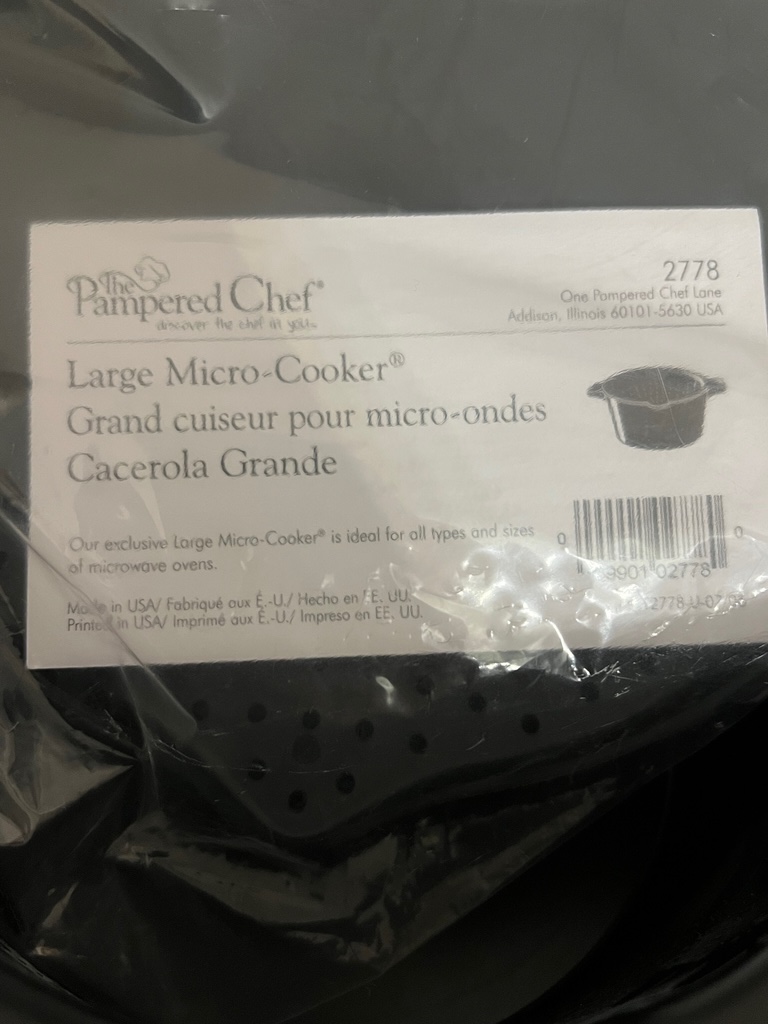 The
Pampered Chef®
discover the chef in you.
2778
One Pampered Chef Lane
Addison, Illinois 60101-5630 USA
Large Micro-Cooker®
Grand cuiseur pour micro-ondes
Cacerola Grande
Our exclusive Large Micro-Cooker® is ideal for all types and sizes
of microwave ovens.
Made in USA/ Fabriqué aux É.-U./ Hecho en EE. UU.
Printed in USA/ Imprimé aux É.-U./ Impreso en EE. UU.
0 02778 0